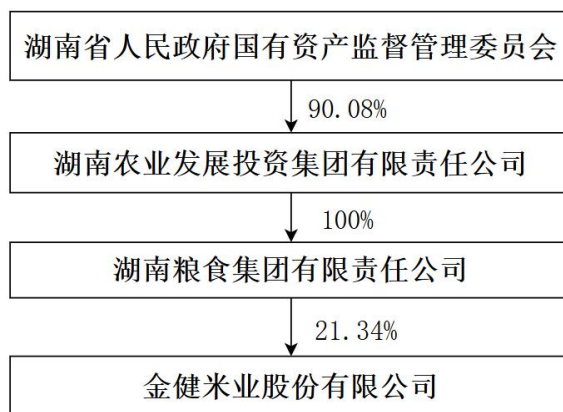 湖南省人民政府国有资产监督管理委员会
90.08%
湖南农业发展投资集团有限责任公司
100%
湖南粮食集团有限责任公司
21.34%
金健米业股份有限公司